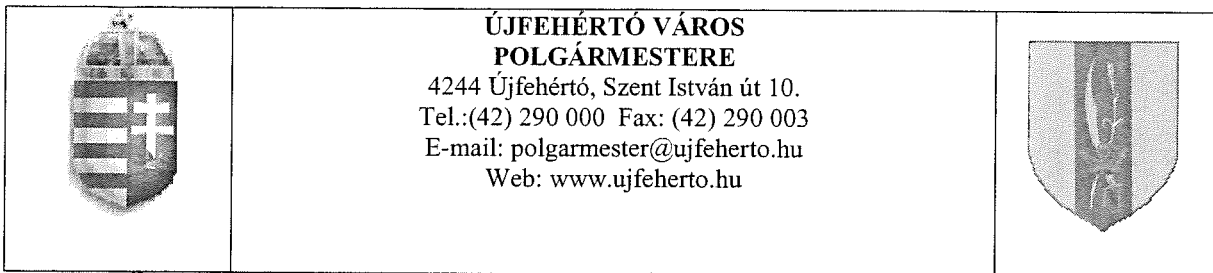 ÚJFEHÉRTÓ VÁROS
POLGÁRMESTERE
4244 Újfehértó, Szent István út 10.
Tel.:(42) 290 000 Fax: (42) 290 003
E-mail: polgarmester@ujfeherto.hu
Web: www.ujfeherto.hu